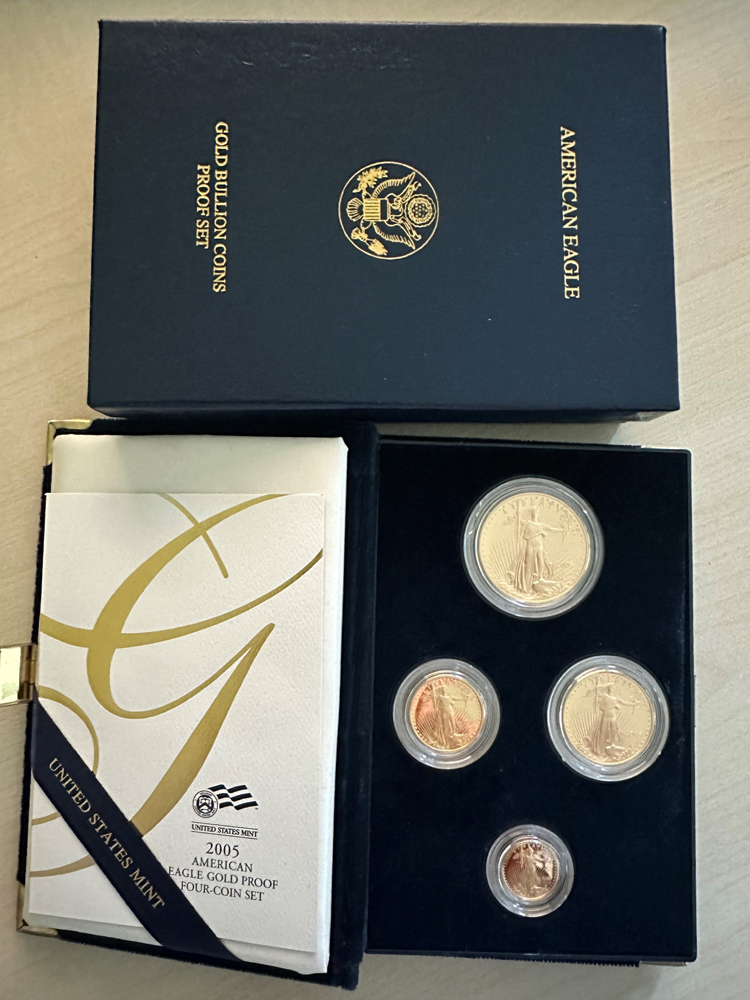 AMERICAN EAGLE
GOLD BULLION COINS
PROOF SET
LIBERTY
UNITED STATES MINT
UNITED STATES MINT
2005
AMERICAN
EAGLE GOLD PROOF
FOUR-COIN SET